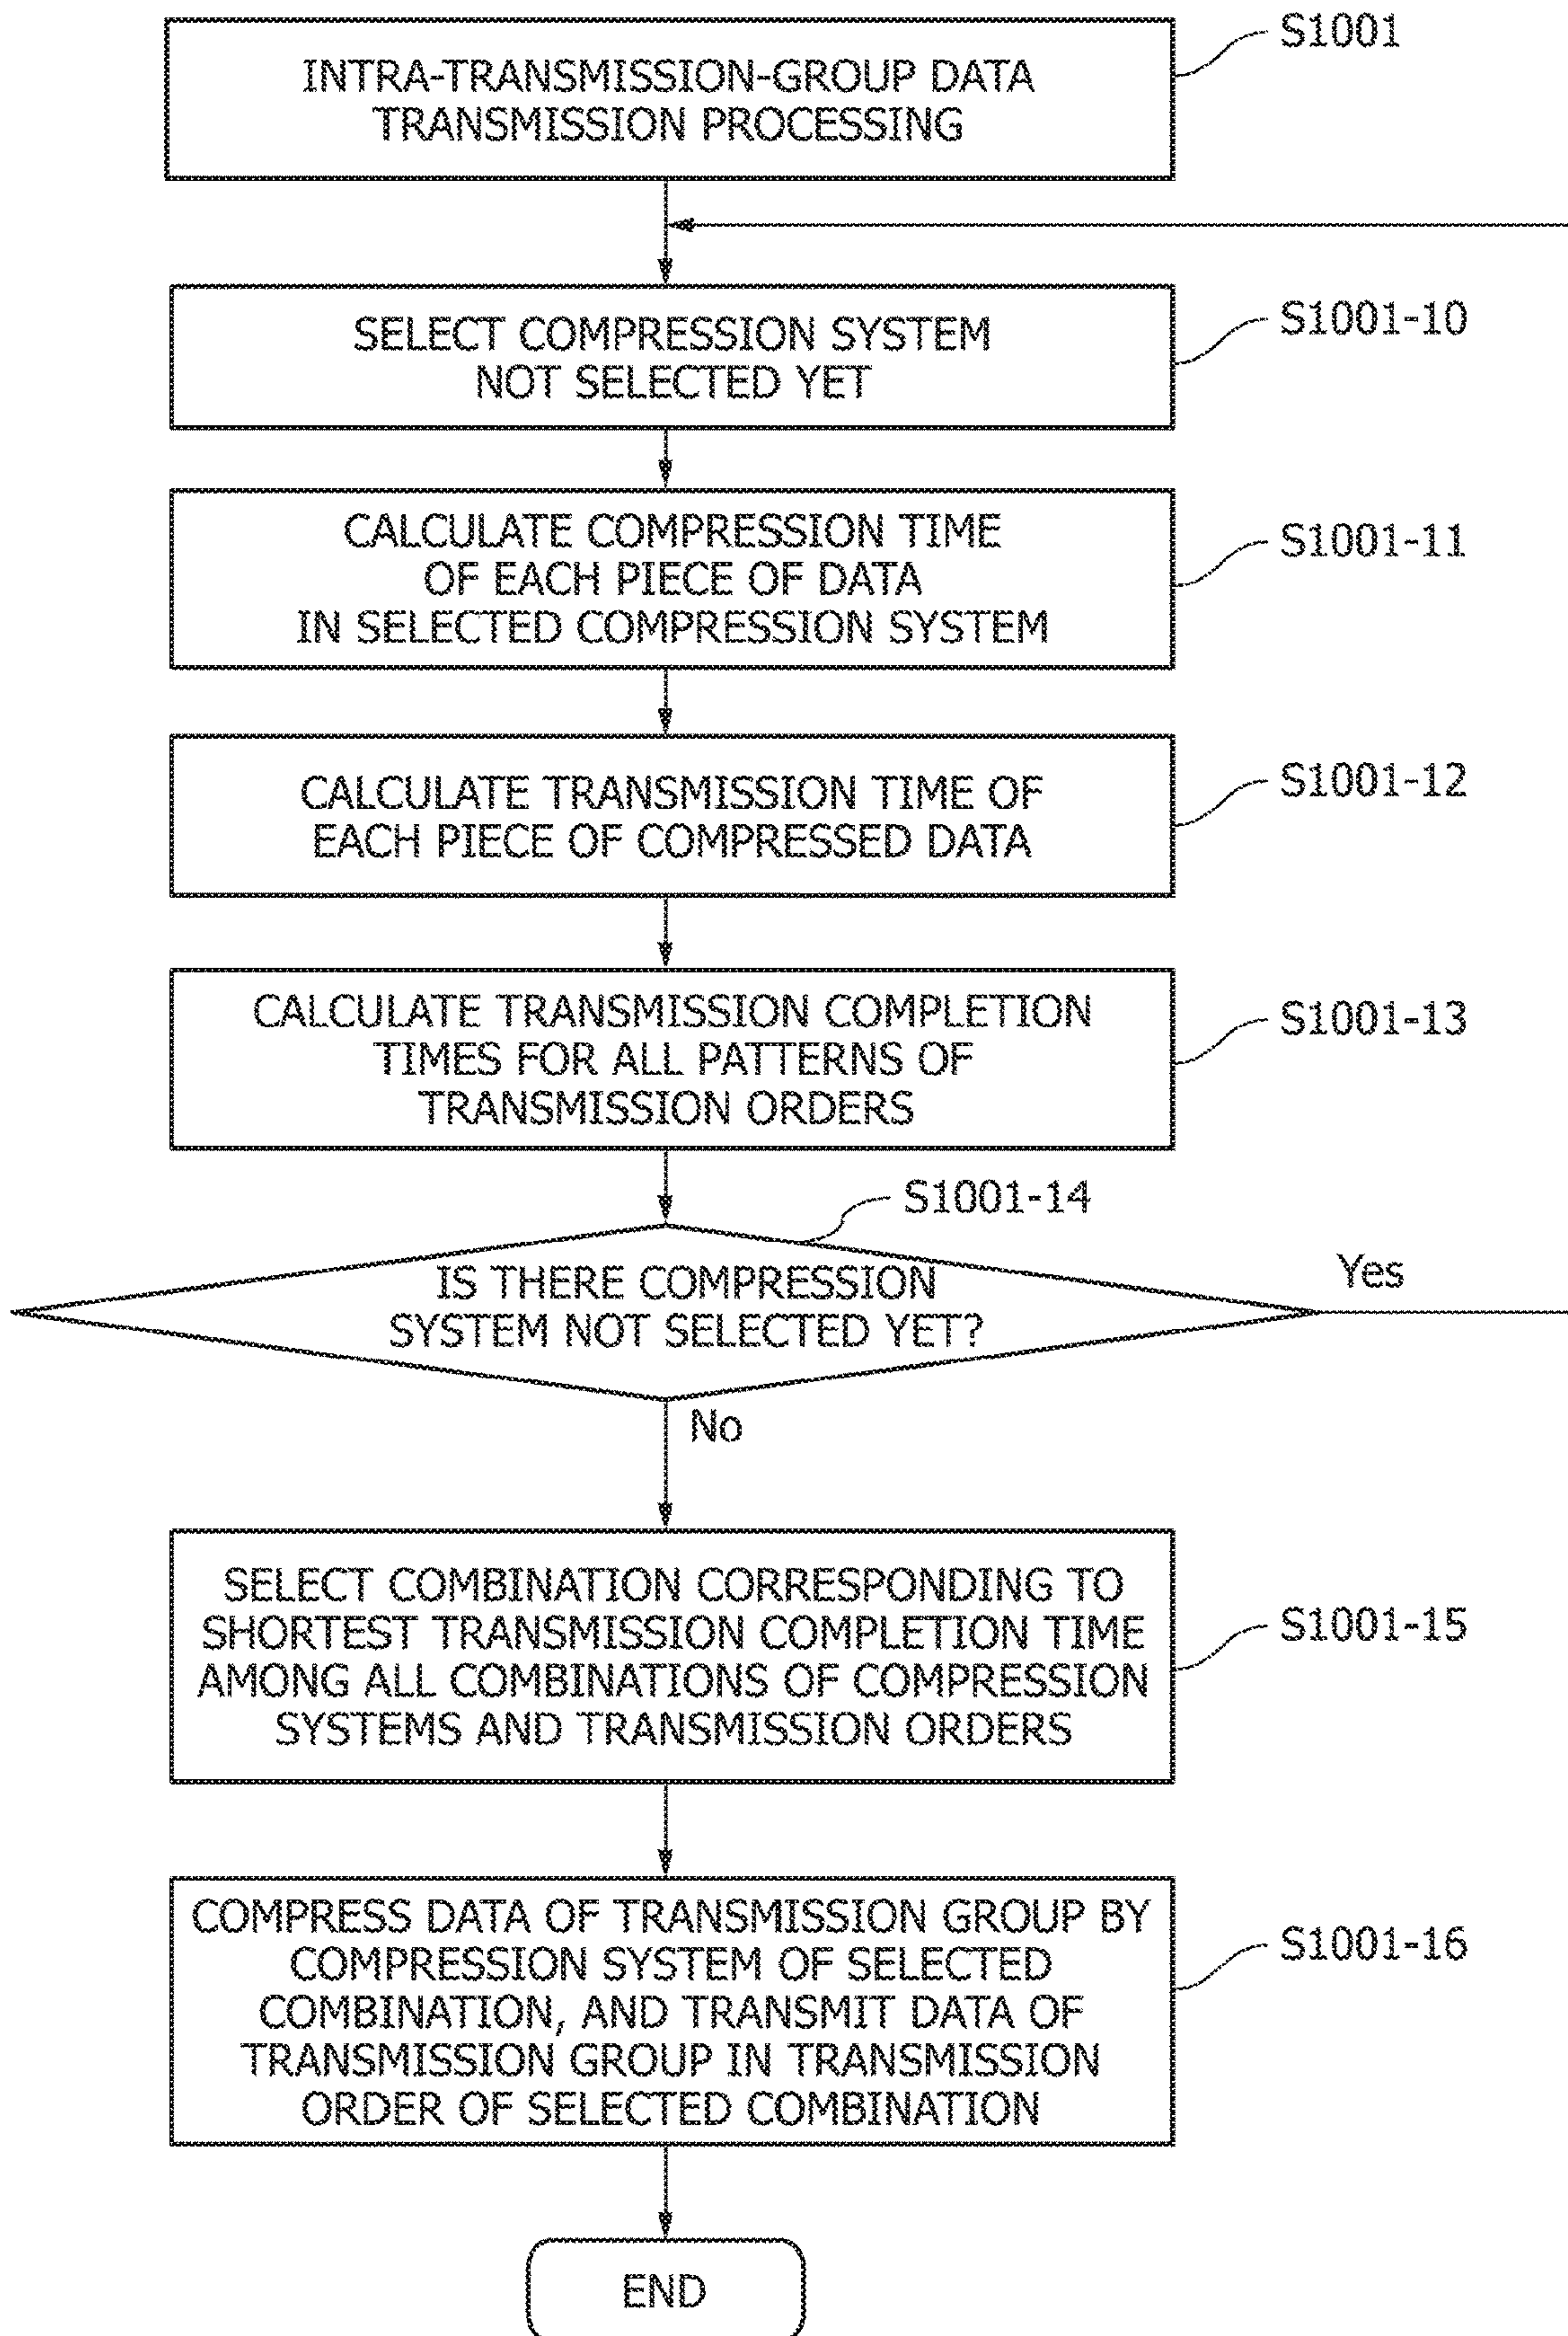 S1001
INTRA-TRANSMISSION-GROUP DATA
TRANSMISSION PROCESSING
SELECT COMPRESSION SYSTEM
NOT SELECTED YET
S1001-10
CALCULATE COMPRESSION TIME
OF EACH PIECE OF DATA
IN SELECTED COMPRESSION SYSTEM
S1001-11
CALCULATE TRANSMISSION TIME OF
EACH PIECE OF COMPRESSED DATA
S1001-12
CALCULATE TRANSMISSION COMPLETION
TIMES FOR ALL PATTERNS OF
TRANSMISSION ORDERS
S1001-13
S1001-14
IS THERE COMPRESSION
SYSTEM NOT SELECTED YET?
Yes
No
SELECT COMBINATION CORRESPONDING TO
SHORTEST TRANSMISSION COMPLETION TIME
AMONG ALL COMBINATIONS OF COMPRESSION
SYSTEMS AND TRANSMISSION ORDERS
S1001-15
COMPRESS DATA OF TRANSMISSION GROUP BY
COMPRESSION SYSTEM OF SELECTED
COMBINATION, AND TRANSMIT DATA OF
TRANSMISSION GROUP IN TRANSMISSION
ORDER OF SELECTED COMBINATION
S1001-16
END